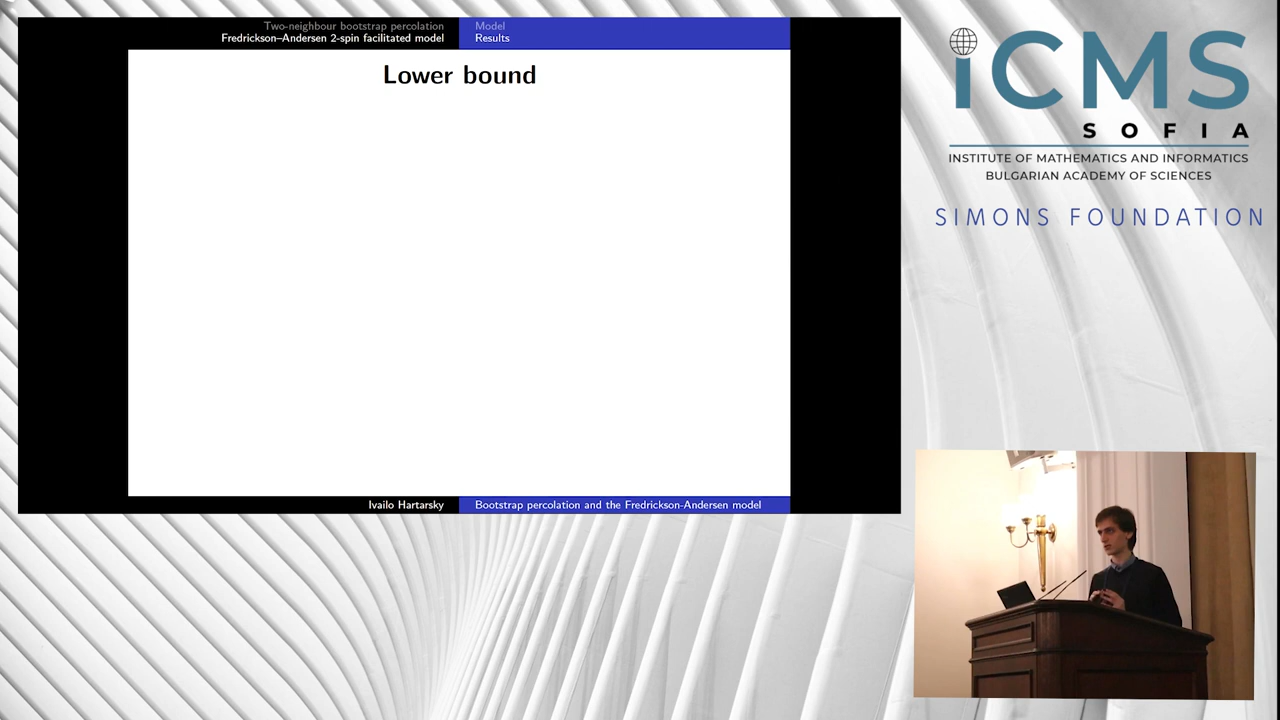 Two-neighbour bootstrap percolation
Fredrickson–Andersen 2-spin facilitated model
Model
Results
Lower bound
Ivailo Hartarsky
Bootstrap percolation and the Fredrickson-Andersen model
iCMS
SOFIA
INSTITUTE OF MATHEMATICS AND INFORMATICS
BULGARIAN ACADEMY OF SCIENCES
SIMONS FOUNDATION